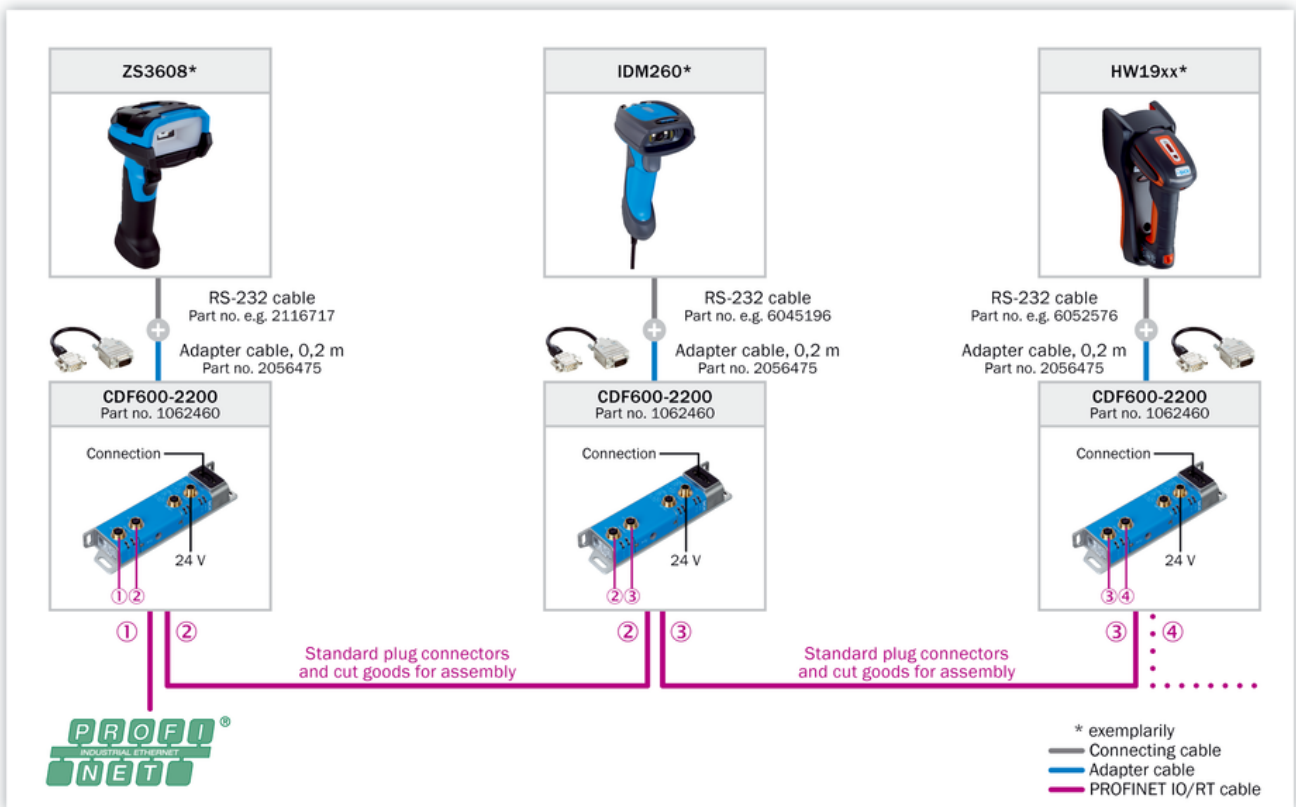 ZS3608*
RS-232 cable
Part no. e.g. 2116717
Adapter cable, 0,2 m
Part no. 2056475
CDF600-2200
Part no. 1062460
Connection
24 V
①②
①
②
IDM260*
RS-232 cable
Part no. e.g. 6045196
Adapter cable, 0,2 m
Part no. 2056475
CDF600-2200
Part no. 1062460
Connection
24 V
②③
②
③
HW19xx*
RS-232 cable
Part no. e.g. 6052576
Adapter cable, 0,2 m
Part no. 2056475
CDF600-2200
Part no. 1062460
Connection
24 V
③④
③
④
Standard plug connectors
and cut goods for assembly
Standard plug connectors
and cut goods for assembly
PROFI®
INDUSTRIAL ETHERNET
NET
* exemplarily
Connecting cable
Adapter cable
PROFINET IO/RT cable